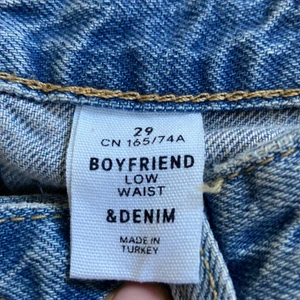 29
CN 165/74A
BOYFRIEND
LOW
WAIST
&DENIM
MADE IN
TURKEY